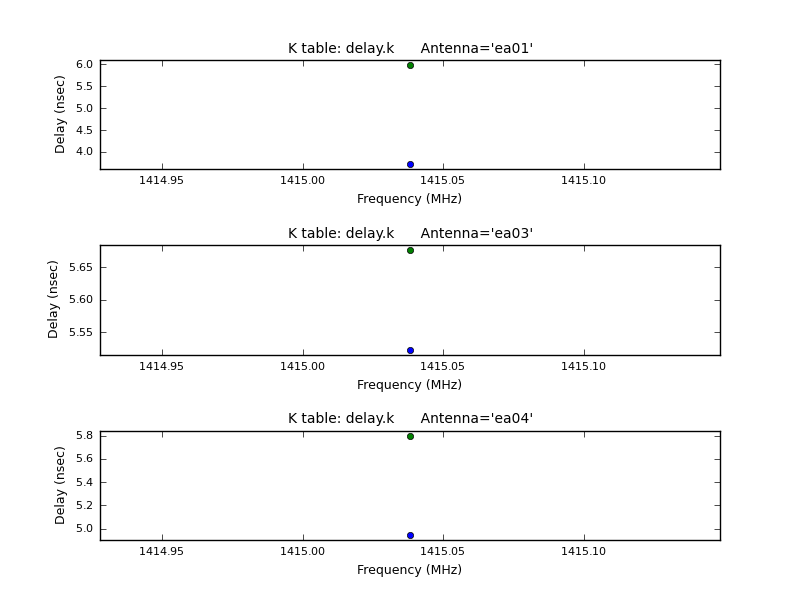 K table: delay.k      Antenna='ea01'
6.0
5.5
5.0
4.5
4.0
Delay (nsec)
1414.95 1415.00 1415.05 1415.10
Frequency (MHz)
K table: delay.k      Antenna='ea03'
5.65
5.60
5.55
Delay (nsec)
1414.95 1415.00 1415.05 1415.10
Frequency (MHz)
K table: delay.k      Antenna='ea04'
5.8
5.6
5.4
5.2
5.0
Delay (nsec)
1414.95 1415.00 1415.05 1415.10
Frequency (MHz)